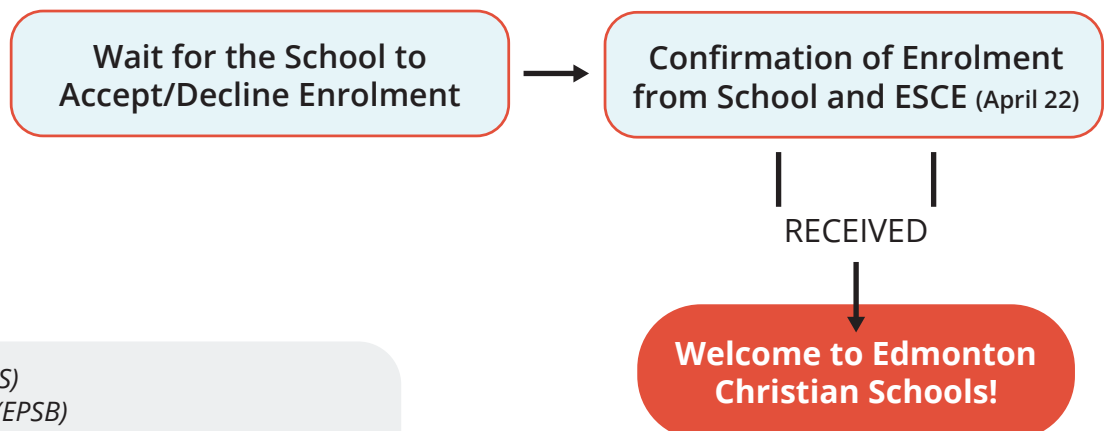 Wait for the School to
Accept/Decline Enrolment
Confirmation of Enrolment
from School and ESCE (April 22)
RECEIVED
Welcome to Edmonton
Christian Schools!
S)
(EPSB)